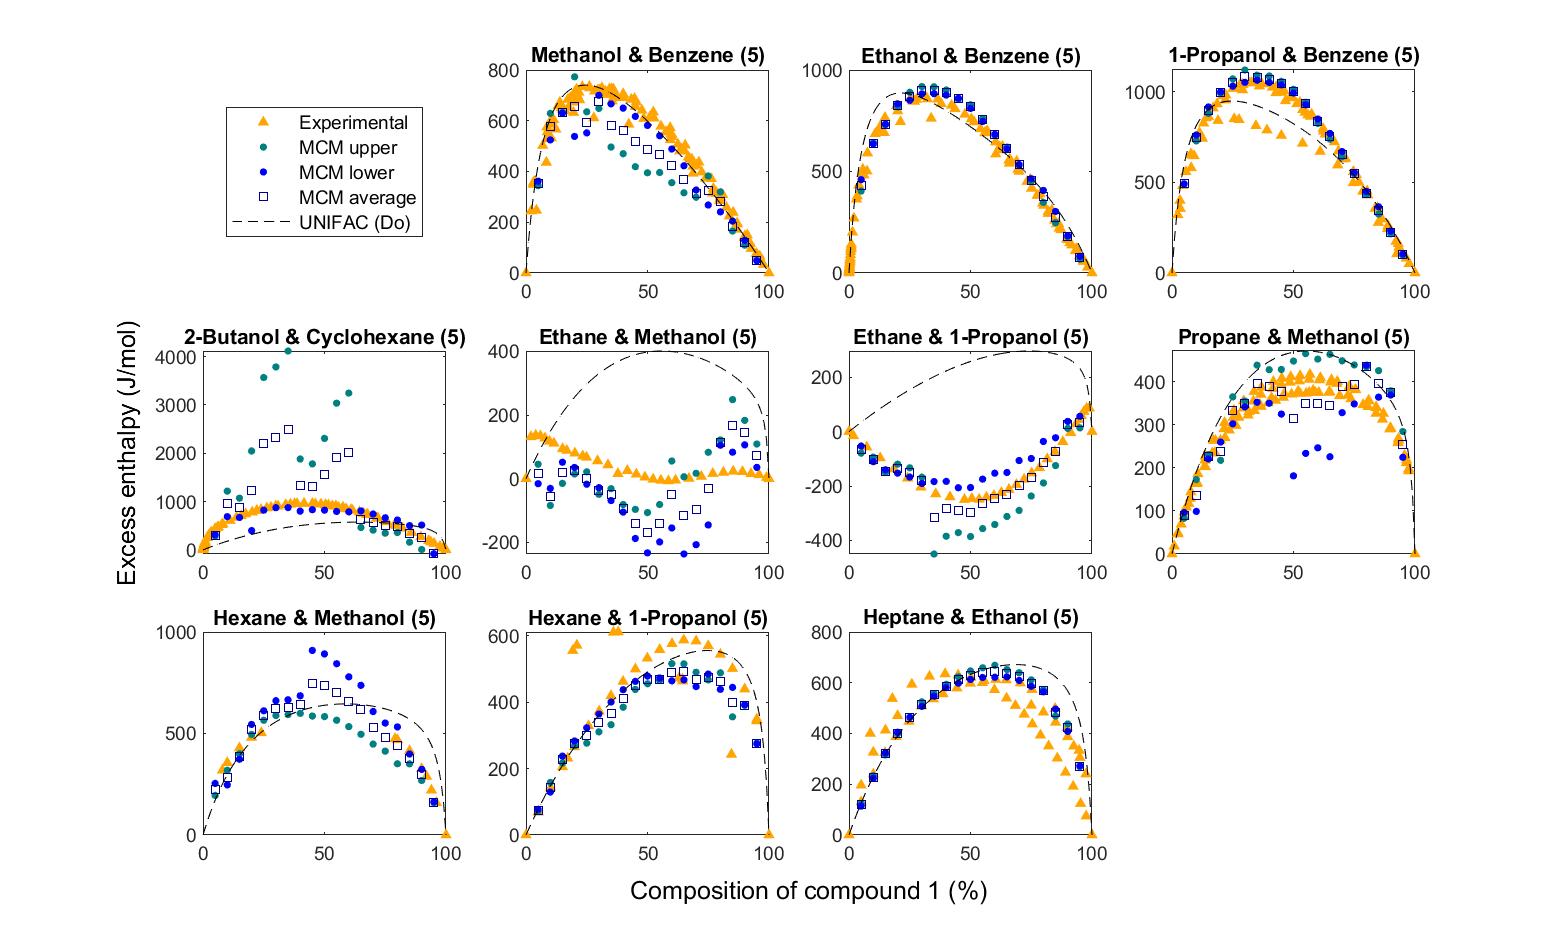 Experimental
MCM upper
MCM lower
MCM average
UNIFAC (Do)
Methanol & Benzene (5)
800
600
400
200
0
0 50 100
Ethanol & Benzene (5)
1000
500
0
0 50 100
1-Propanol & Benzene (5)
1000
500
0
0 50 100
Excess enthalpy (J/mol)
2-Butanol & Cyclohexane (5)
4000
3000
2000
1000
0
0 50 100
Ethane & Methanol (5)
400
200
0
-200
0 50 100
Ethane & 1-Propanol (5)
200
0
-200
-400
0 50 100
Propane & Methanol (5)
400
300
200
100
0
0 50 100
Hexane & Methanol (5)
1000
500
0
0 50 100
Hexane & 1-Propanol (5)
600
400
200
0
0 50 100
Heptane & Ethanol (5)
800
600
400
200
0
0 50 100
Composition of compound 1 (%)